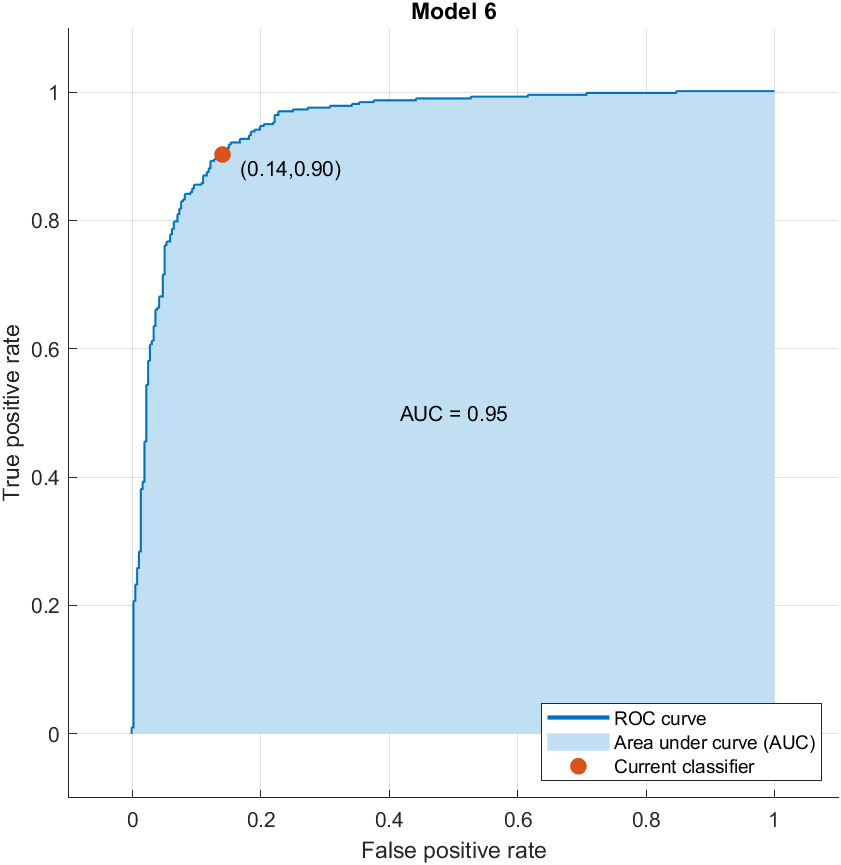 Model 6
1
0.8
0.6
0.4
0.2
0
True positive rate
(0.14,0.90)
AUC = 0.95
ROC curve
Area under curve (AUC)
Current classifier
0 0.2 0.4 0.6 0.8 1
False positive rate